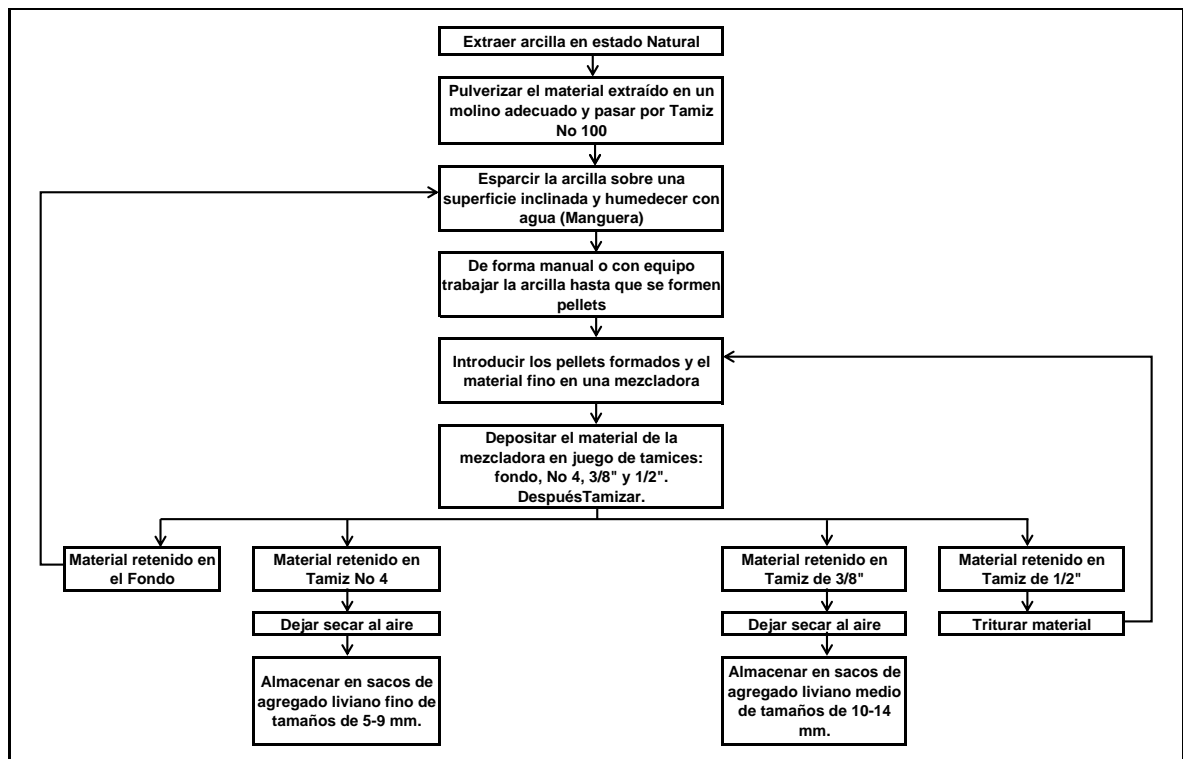 Extraer arcilla en estado Natural
Pulverizar el material extraído en un
molino adecuado y pasar por Tamiz
No 100
Esparcir la arcilla sobre una
superficie inclinada y humedecer con
agua (Manguera)
De forma manual o con equipo
trabajar la arcilla hasta que se formen
pellets
Introducir los pellets formados y el
material fino en una mezcladora
Depositar el material de la
mezcladora en juego de tamices:
fondo, No 4, 3/8" y 1/2".
DespuésTamizar.
Material retenido en
el Fondo
Material retenido en
Tamiz No 4
Material retenido en
Tamiz de 3/8"
Material retenido en
Tamiz de 1/2"
Dejar secar al aire
Dejar secar al aire
Triturar material
Almacenar en sacos de
agregado liviano fino de
tamaños de 5-9 mm.
Almacenar en sacos de
agregado liviano medio
de tamaños de 10-14
mm.